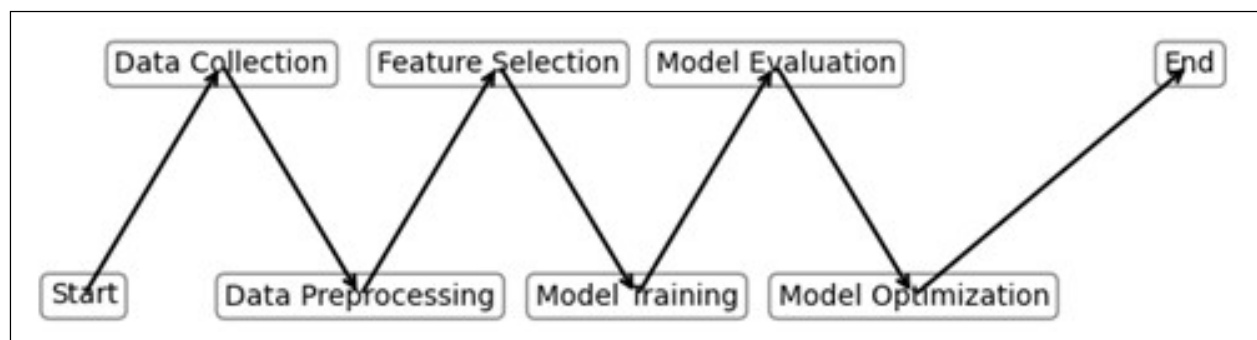 Data Collection
Feature Selection
Model Evaluation
End
Start
Data Preprocessing
Model Training
Model Optimization